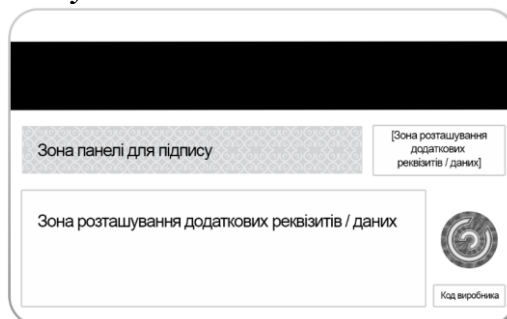 Зона панелі для підпису
[Зона розташування
додаткових
реквізитів / даних]
Зона розташування додаткових реквізитів / даних
Код виробника